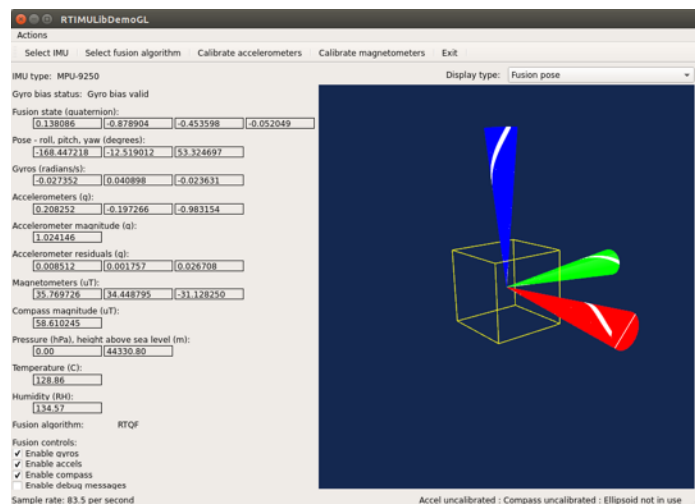 RTIMULibDemoGL
Actions
Select IMU Select fusion algorithm Calibrate accelerometers Calibrate magnetometers Exit
IMU type: MPU-9250
Display type: Fusion pose
Gyro bias status: Gyro bias valid
Fusion state (quaternion):
0.138086 -0.878904 -0.453598 -0.052049
Pose - roll, pitch, yaw (degrees):
-168.447218 -12.519012 53.324697
Gyros (radians/s):
-0.027352 0.040898 -0.023631
Accelerometers (g):
0.208252 -0.197266 -0.983154
Accelerometer magnitude (g):
1.024146
Accelerometer residuals (g):
0.008512 0.001757 0.026708
Magnetometers (uT):
35.769726 34.448795 -31.128250
Compass magnitude (uT):
58.610245
Pressure (hPa), height above sea level (m):
0.00 44330.80
Temperature (C):
128.86
Humidity (RH):
134.57
Fusion algorithm: RTQF
Fusion controls:
Enable gyros
Enable accels
Enable compass
Enable debug messages
Sample rate: 83.5 per second
Accel uncalibrated : Compass uncalibrated : Ellipsoid not in use